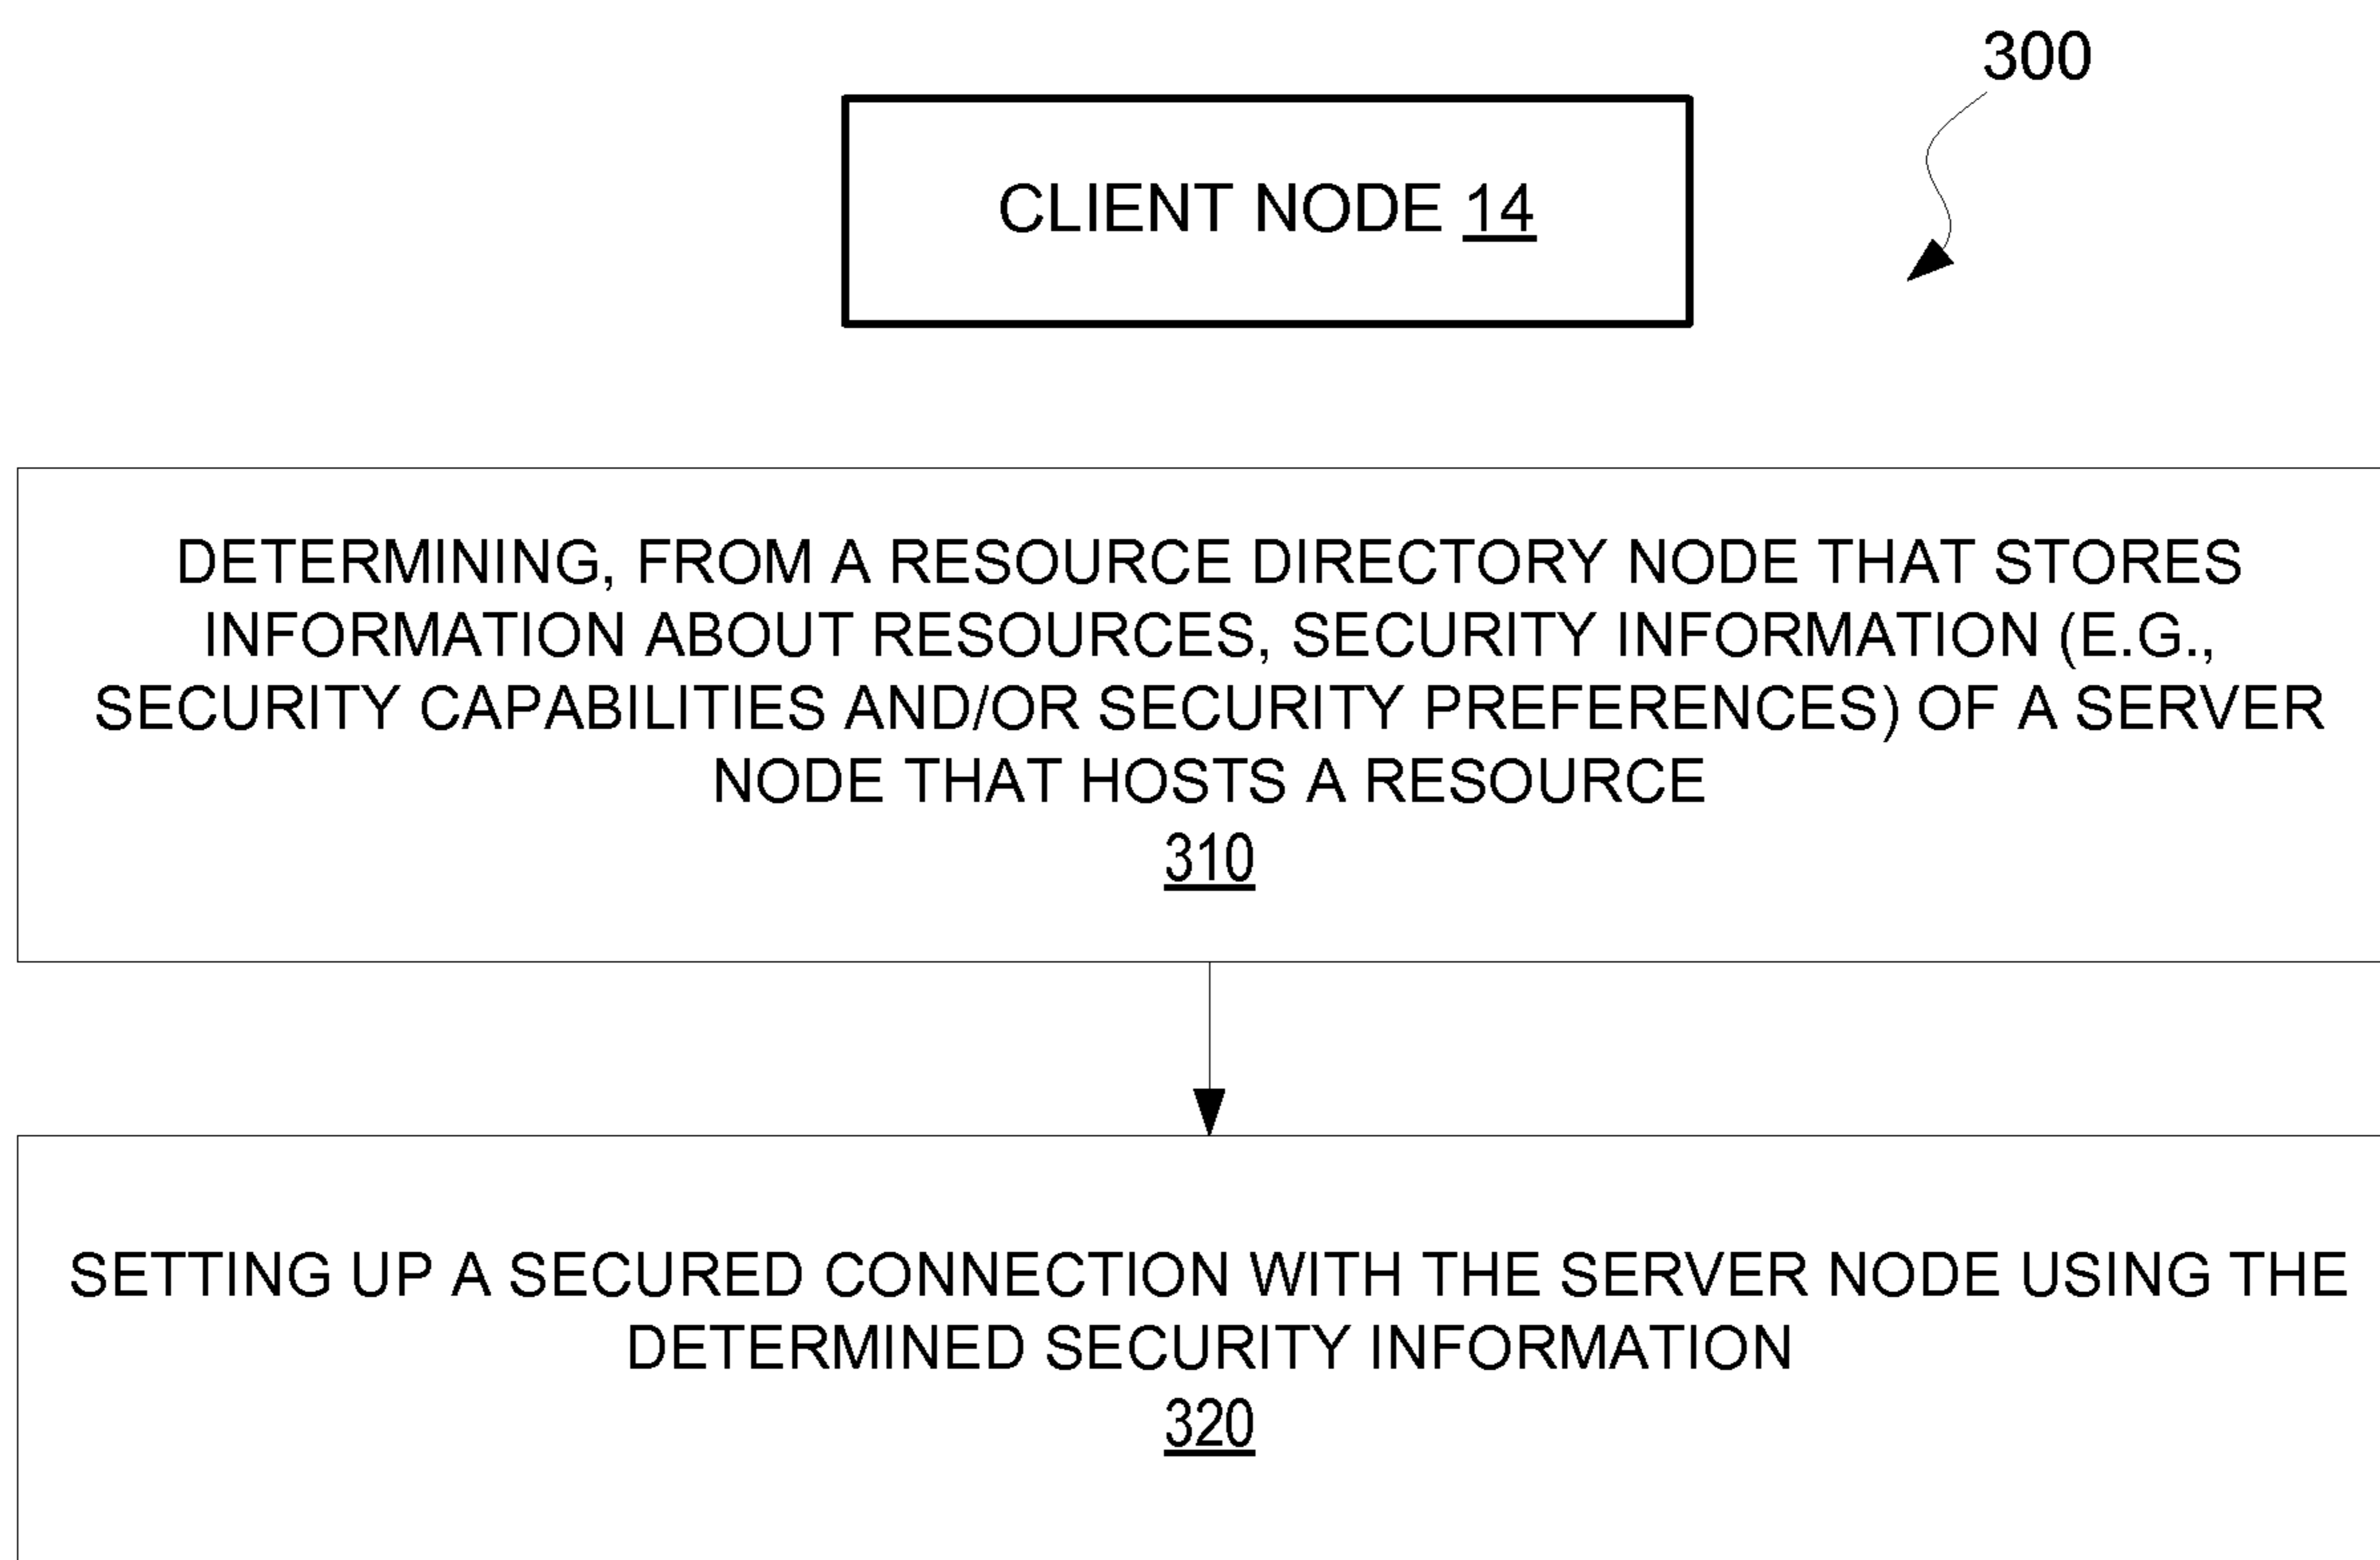 300
CLIENT NODE 14
DETERMINING, FROM A RESOURCE DIRECTORY NODE THAT STORES
INFORMATION ABOUT RESOURCES, SECURITY INFORMATION (E.G.,
SECURITY CAPABILITIES AND/OR SECURITY PREFERENCES) OF A SERVER
NODE THAT HOSTS A RESOURCE
310
SETTING UP A SECURED CONNECTION WITH THE SERVER NODE USING THE
DETERMINED SECURITY INFORMATION
320